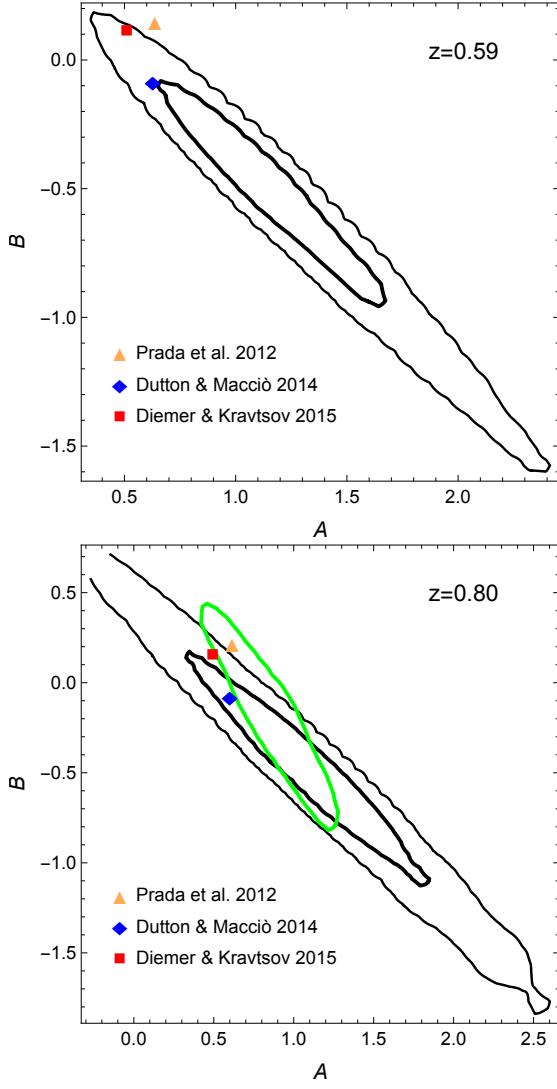 z=0.59
0.0
−0.5
−1.0
−1.5
B
Prada et al. 2012
Dutton & Macciò 2014
Diemer & Kravtsov 2015
0.5 1.0 1.5 2.0
A
z=0.80
0.5
0.0
−0.5
−1.0
−1.5
B
Prada et al. 2012
Dutton & Macciò 2014
Diemer & Kravtsov 2015
0.0 0.5 1.0 1.5 2.0 2.5
A